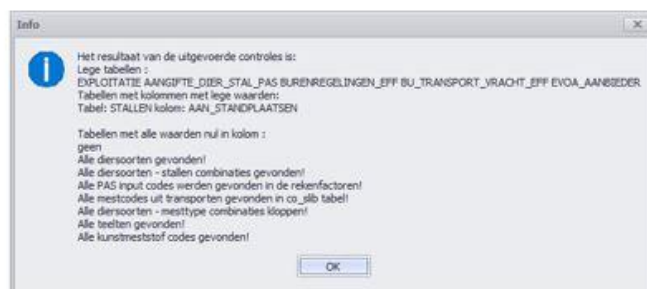 Info
Het resultaat van de uitgevoerde controles is:
Lege tabellen :
EXPLOITATIE AANGIFTE_DIER_STAL_PAS BURENREGELINGEN_EFF BU_TRANSPORT_VRACHT_EFF EVOA_AANBIEDER
Tabellen met kolommen met lege waarden:
Tabel: STALLEN kolom: AAN_STANDPLAATSEN
Tabellen met alle waarden nul in kolom :
geen
Alle diersoorten gevonden!
Alle diersoorten - stallen combinaties gevonden!
Alle PAS input codes werden gevonden in de rekenfactoren!
Alle mestcodes uit transporten gevonden in co_slib tabel!
Alle diersoorten - mesttype combinaties kloppen!
Alle teelten gevonden!
Alle kunstmeststof codes gevonden!
OK